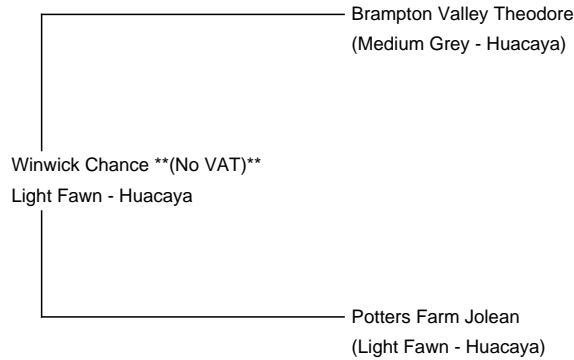 Brampton Valley Theodore
(Medium Grey - Huacaya)
Winwick Chance **(No VAT)**
Light Fawn - Huacaya
Potters Farm Jolean
(Light Fawn - Huacaya)